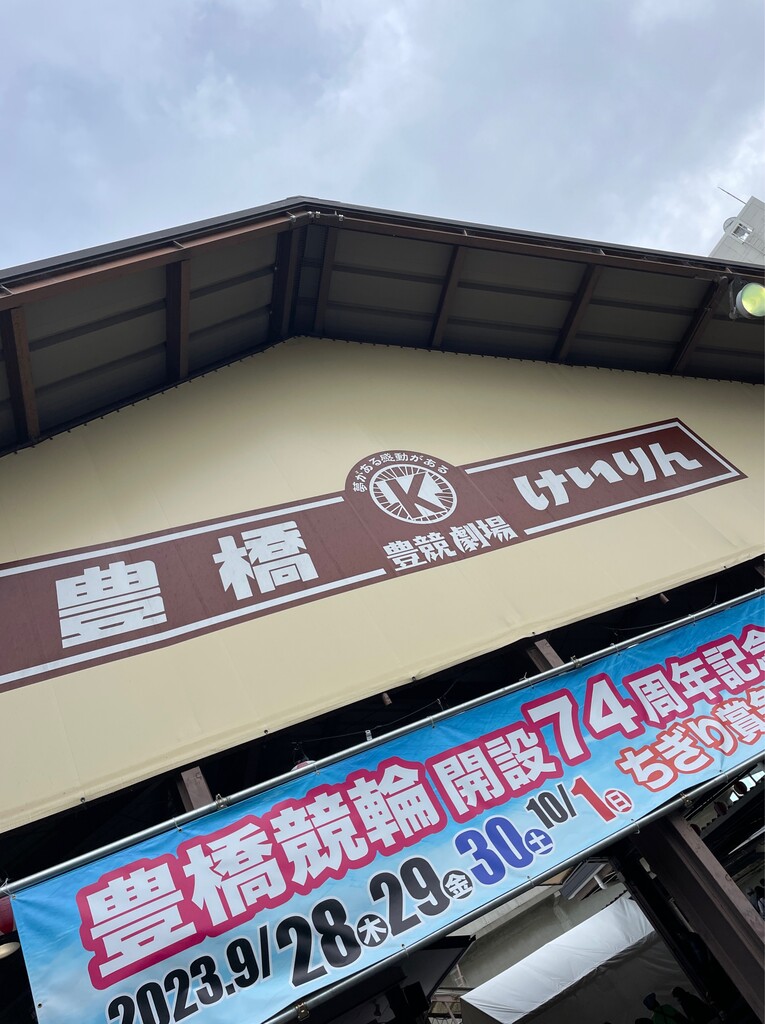 夢がある感動がある
K
豊橋 けいりん
豊競劇場
豊橋競輪 開設74周年記念
ちぎり賞
2023.9/28木29金30土10/1日